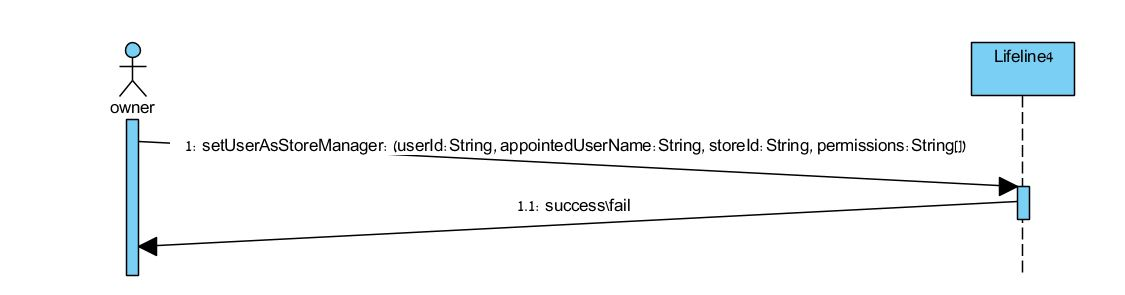 Lifeline4
owner
1: setUserAsStoreManager: (userId:String, appointedUserName:String, storeId:String, permissions:String[])
1.1: success\fail